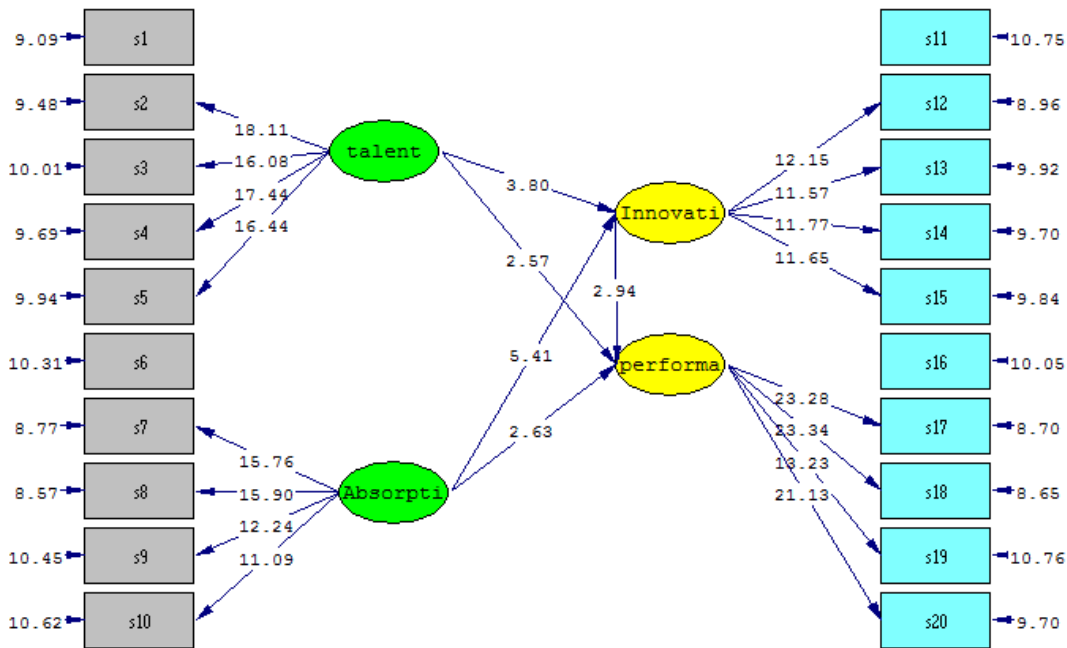 9.09 s1
9.48 s2
10.01 s3
9.69 s4
9.94 s5
10.31 s6
8.77 s7
8.57 s8
10.45 s9
10.62 s10
18.11
16.08
17.44
16.44
talent
15.76
15.90
12.24
11.09
Absorpti
3.80
2.57
5.41
2.63
2.94
Innovati
performa
12.15
11.57
11.77
11.65
23.28
23.34
13.23
21.13
s11 10.75
s12 8.96
s13 9.92
s14 9.70
s15 9.84
s16 10.05
s17 8.70
s18 8.65
s19 10.76
s20 9.70